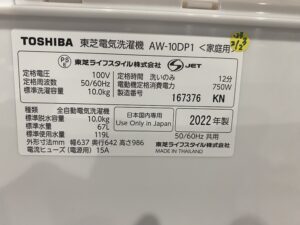 TOSHIBA 東芝電気洗濯機 AW-10DP1 <家庭用
PS E 東芝ライフスタイル株式会社 S JET
定格電圧 100V 定格時間 洗いのみ 12分
定格周波数 50/60Hz 電動機定格消費電力 750W
標準洗濯容量 10.0kg 製造番号 167376 KN
種類 全自動電気洗濯機
標準脱水容量 10.0kg
標準水量 67L
標準使用水量 119L
外形寸法mm 幅637 奥行642 高さ986
電流ヒューズ (電源用) 15A
日本国内専用
Use Only in Japan
2022年製
50/60Hz 共用
東芝ライフスタイル株式会社
MADE IN THAILAND